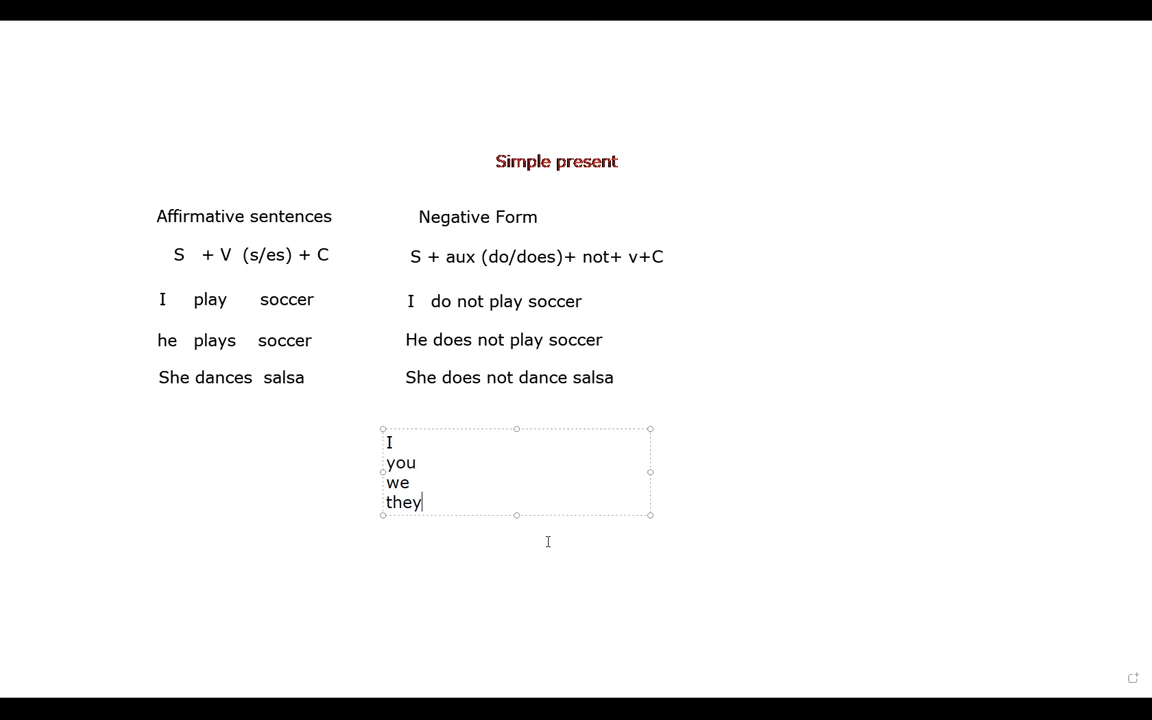 Simple present
Affirmative sentences
S + V (s/es) + C
I play soccer
he plays soccer
She dances salsa
Negative Form
S + aux (do/does)+ not+ v+C
I do not play soccer
He does not play soccer
She does not dance salsa
I
you
we
they